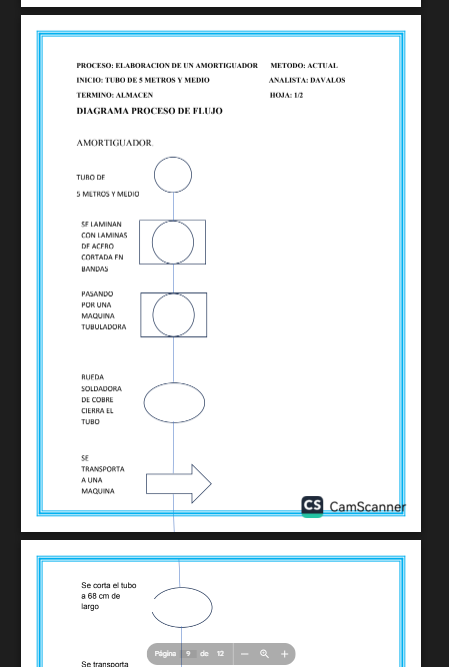 PROCESO: ELABORACION DE UN AMORTIGUADOR METODO: ACTUAL
INICIO: TUBO DE 5 METROS Y MEDIO ANALISTA: DAVALOS
TERMINO: ALMACEN HOJA: 1/2
DIAGRAMA PROCESO DE FLUJO
AMORTIGUADOR.
TUBO DE
5 METROS Y MEDIO
SE LAMINAN
CON LAMINAS
DE ACERO
CORTADA EN
BANDAS
PASANDO
POR UNA
MAQUINA
TUBULADORA
RUEDA
SOLDADORA
DE COBRE
CIERRA EL
TUBO
SE
TRANSPORTA
A UNA
MAQUINA
CS CamScanner
Se corta el tubo
a 68 cm de
largo
Página 9 de 12
Se transporta